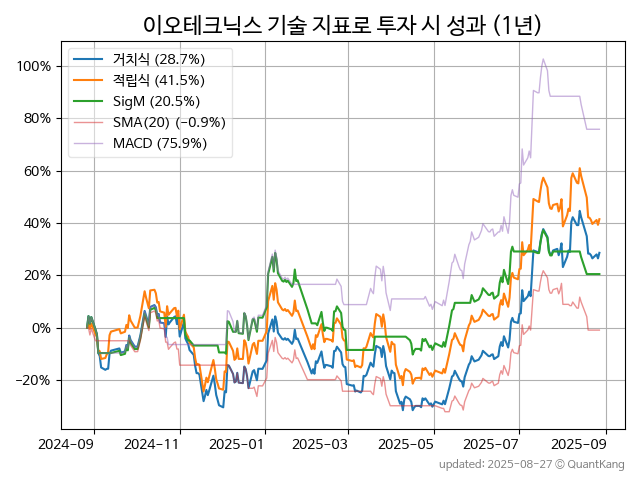 이오테크닉스 기술 지표로 투자 시 성과 (1년)
거치식 (28.7%)
적립식 (41.5%)
SigM (20.5%)
SMA(20) (−0.9%)
MACD (75.9%)
100%
80%
60%
40%
20%
0%
−20%
2024-09 2024-11 2025-01 2025-03 2025-05 2025-07 2025-09
updated: 2025-08-27 © QuantKang